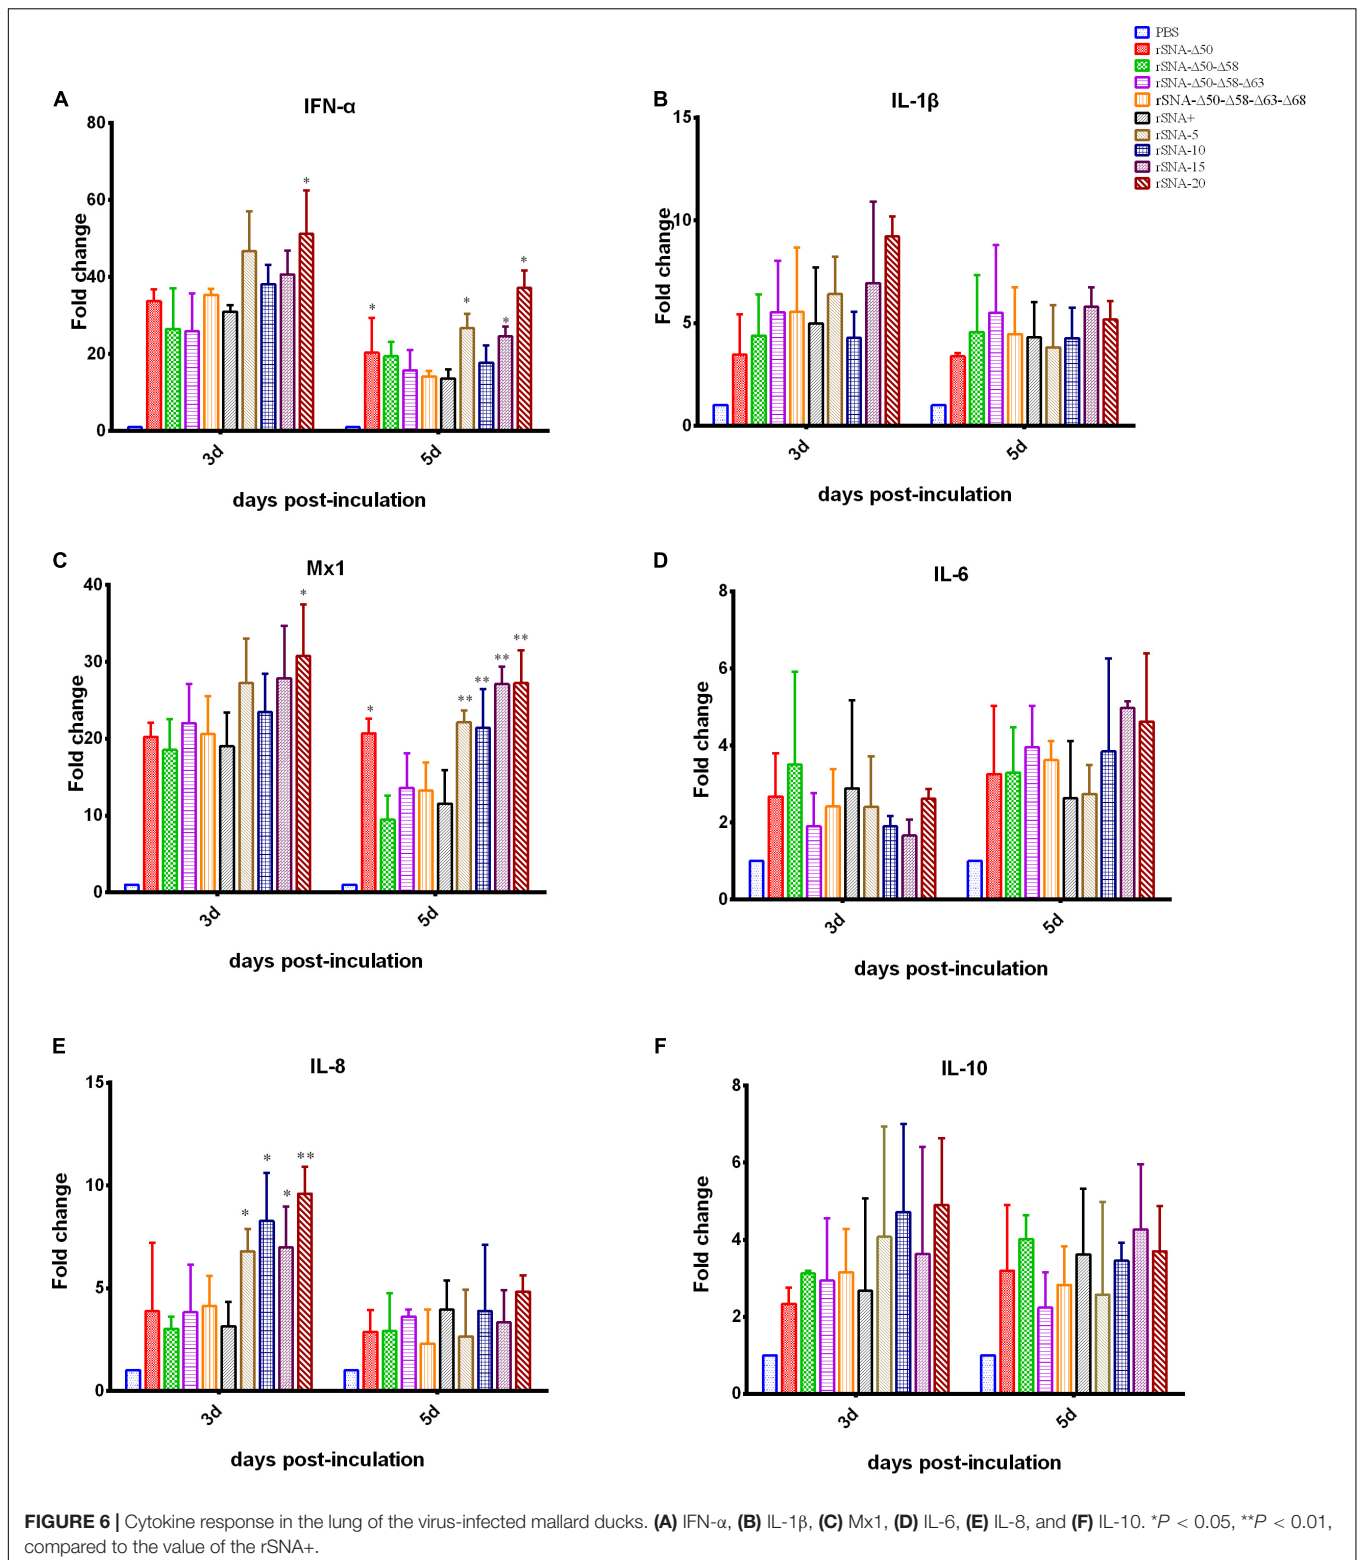 PBS
rSNA-Δ50
rSNA-Δ50-Δ58
rSNA-Δ50-Δ58-Δ63
rSNA-Δ50-Δ58-Δ63-Δ68
rSNA+
rSNA-5
rSNA-10
rSNA-15
rSNA-20
A
IFN-α
80
60
40
20
0
Fold change
* * * * *
3d
5d
days post-inculation
B
IL-1β
15
10
5
0
Fold change
3d
5d
days post-inculation
C
Mx1
40
30
20
10
0
Fold change
* * ** ** ** **
3d
5d
days post-inculation
D
IL-6
8
6
4
2
0
Fold change
3d
5d
days post-inculation
E
IL-8
15
10
5
0
Fold change
* * * **
3d
5d
days post-inculation
F
IL-10
8
6
4
2
0
Fold change
3d
5d
days post-inculation
FIGURE 6 | Cytokine response in the lung of the virus-infected mallard ducks. (A) IFN-α, (B) IL-1β, (C) Mx1, (D) IL-6, (E) IL-8, and (F) IL-10. *P < 0.05, **P < 0.01,
compared to the value of the rSNA+.